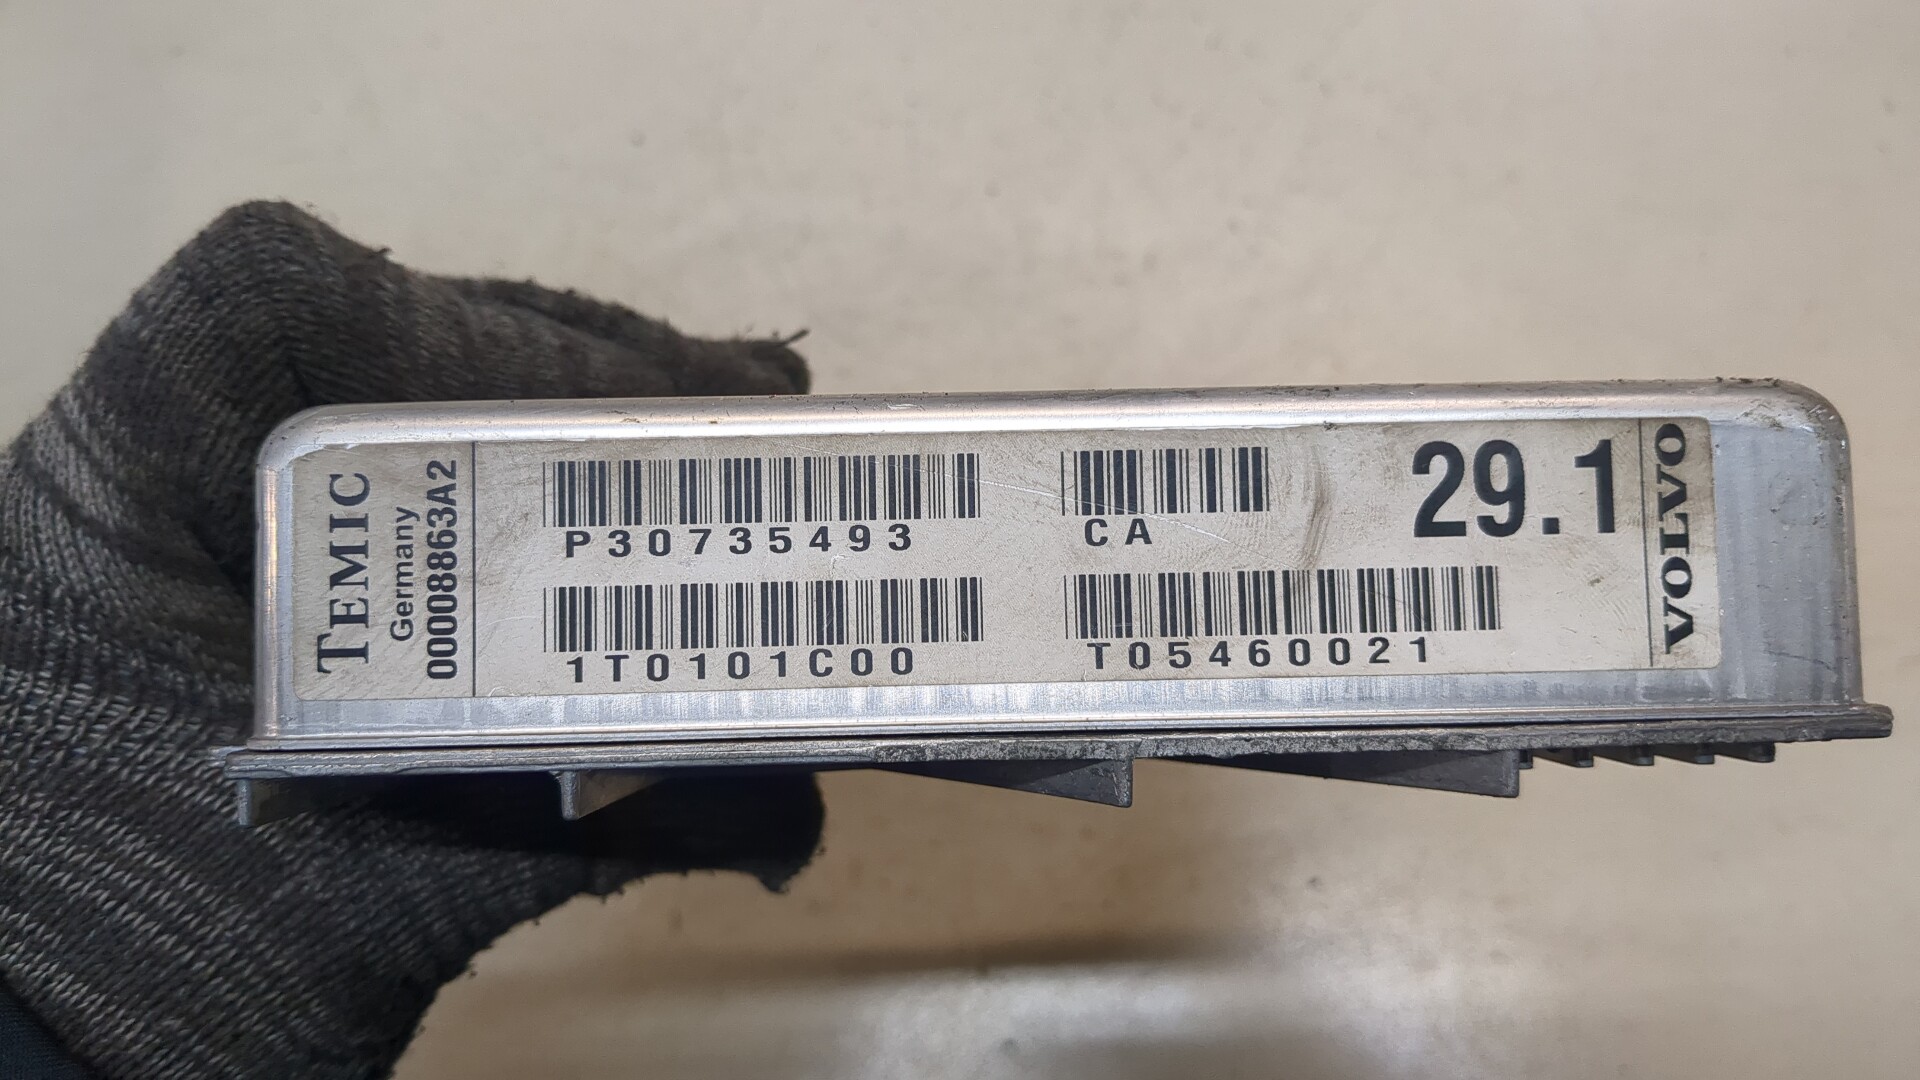 TEMIC
Germany
00008863A2
P30735493
CA
29.1
1T0101C00
T05460021
VOLVO